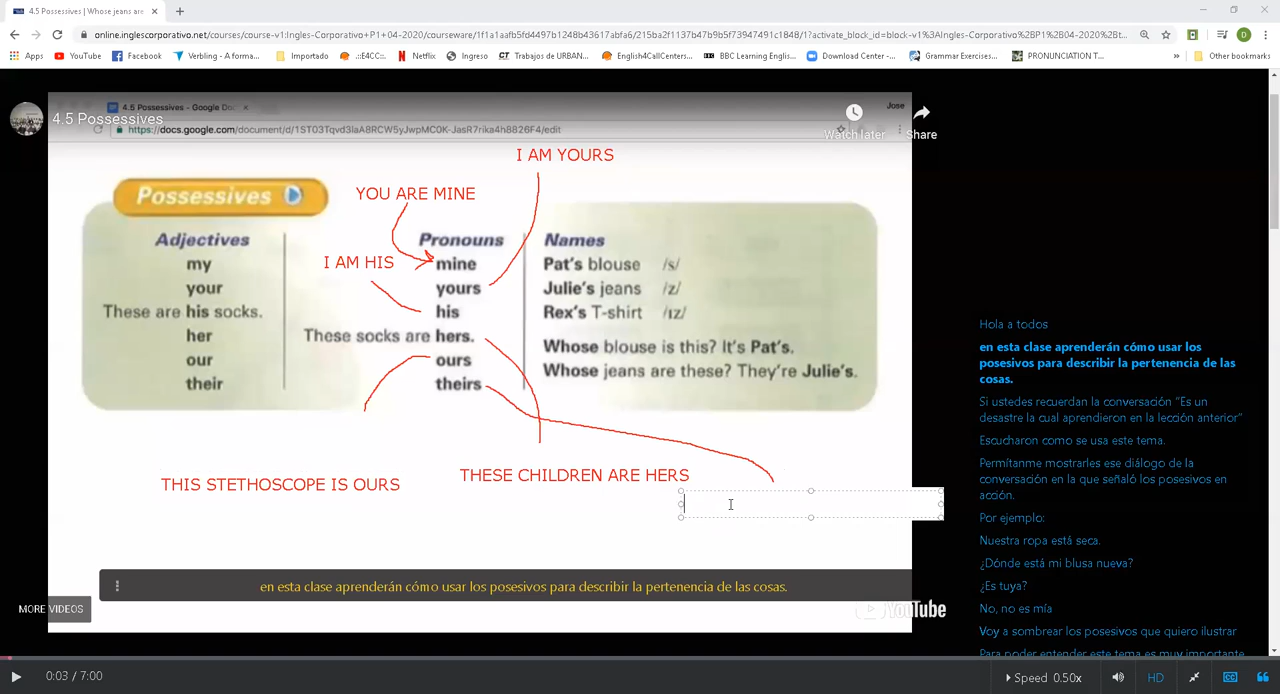 4.5 Possessives | Whose jeans are
online.inglescorporativo.net/courses/course-v1:Ingles-Corporativo+P1+04-2020/courseware/1f1a1aafb5fd4497b1248b43617abfa6/215ba2f1137b47b9b5f73947491c1848/1?activate_block_id=block-v1%3AIngles-Corporativo%2BP1%2B04-2020%2Bt...
Apps YouTube Facebook Verbling - A forma... Importado .::E4CC::. Netflix Ingreso Trabajos de URBAN... English4CallCenters... BBC Learning Englis... Download Center -... Grammar Exercises... PRONUNCIATION T... » Other bookmarks
4.5 Possessives - Google Do
Jose
4.5 Possessives
https://docs.google.com/document/d/1ST03Tqvd3laA8RCW5yJwpMC0K-JasR7rika4h8826F4/edit
Watch later Share
I AM YOURS
YOU ARE MINE
Possessives
Adjectives Pronouns Names
I AM HIS
my mine Pat's blouse /s/
your yours Julie's jeans /z/
These are his socks. his Rex's T-shirt /ɪz/
her These socks are hers.
our ours
their theirs
Whose blouse is this? It's Pat's.
Whose jeans are these? They're Julie's.
THIS STETHOSCOPE IS OURS
THESE CHILDREN ARE HERS
en esta clase aprenderán cómo usar los posesivos para describir la pertenencia de las cosas.
MORE VIDEOS
YouTube
Hola a todos
en esta clase aprenderán cómo usar los
posesivos para describir la pertenencia de las
cosas.
Si ustedes recuerdan la conversación "Es un
desastre la cual aprendieron en la lección anterior"
Escucharon como se usa este tema.
Permítanme mostrarles ese diálogo de la
conversación en la que señaló los posesivos en
acción.
Por ejemplo:
Nuestra ropa está seca.
¿Dónde está mi blusa nueva?
¿Es tuya?
No, no es mía
Voy a sombrear los posesivos que quiero ilustrar
Para poder entender este tema es muy importante
0:03 / 7:00
Speed 0.50x
HD